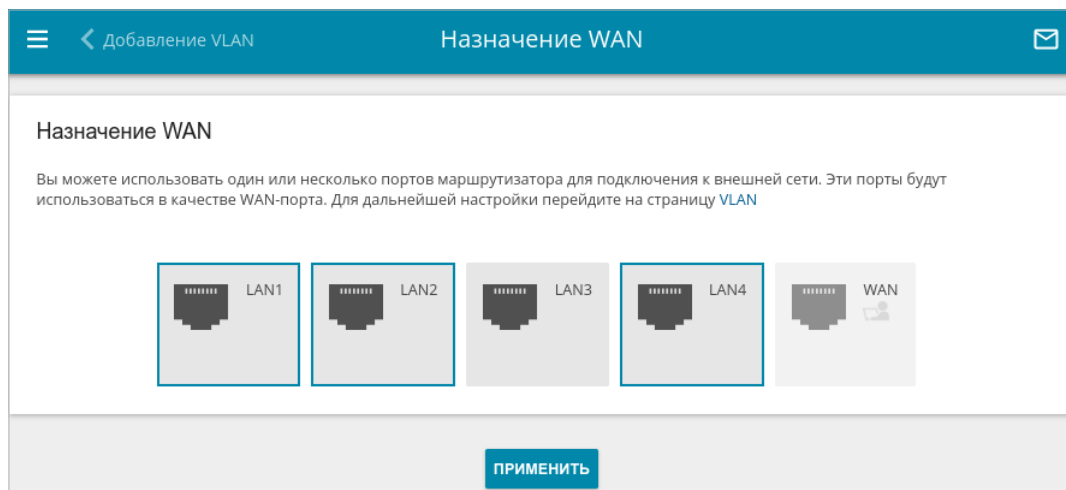 Добавление VLAN
Назначение WAN
Назначение WAN
Вы можете использовать один или несколько портов маршрутизатора для подключения к внешней сети. Эти порты будут
использоваться в качестве WAN-порта. Для дальнейшей настройки перейдите на страницу VLAN
LAN1
LAN2
LAN3
LAN4
WAN
ПРИМЕНИТЬ